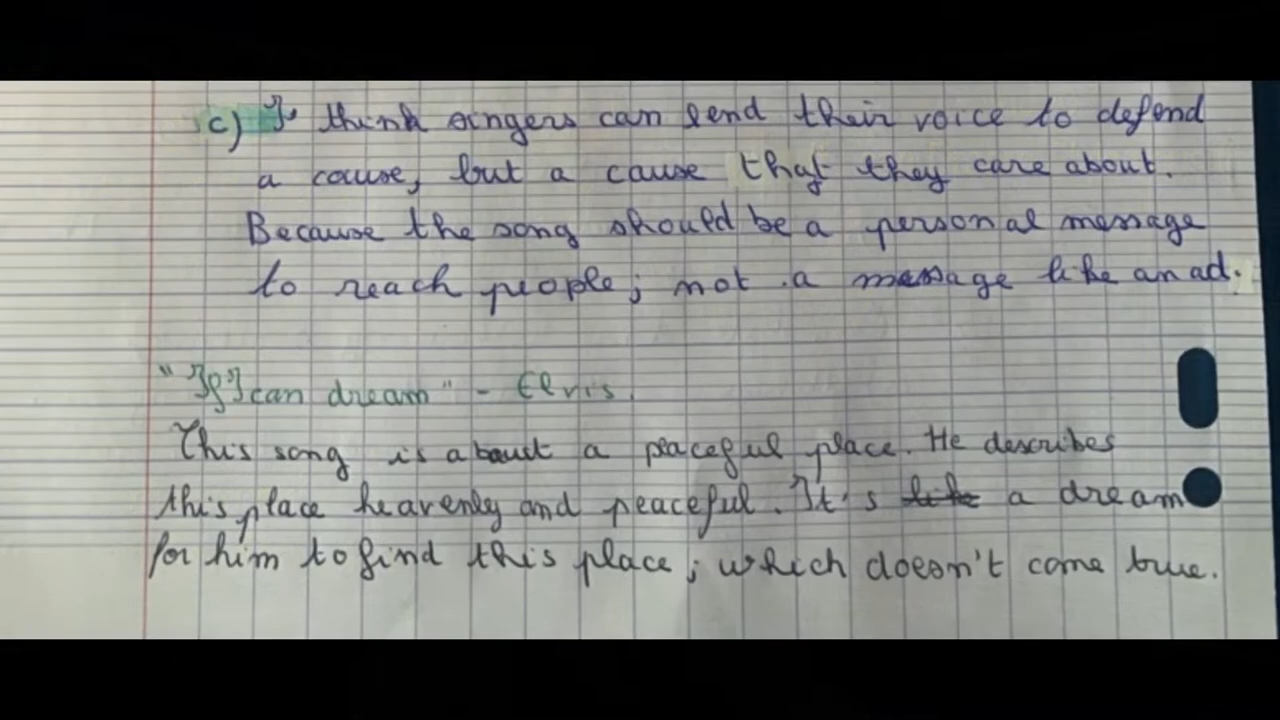 c) I think singers can lend their voice to defend
a cause, but a cause that they care about.
Because the song should be a personal message
to reach people; not a message like an ad.
"If I can dream" - Elvis.
This song is about a peaceful place. He describes
this place heavenly and peaceful. It's like a dream
for him to find this place; which doesn't come true.